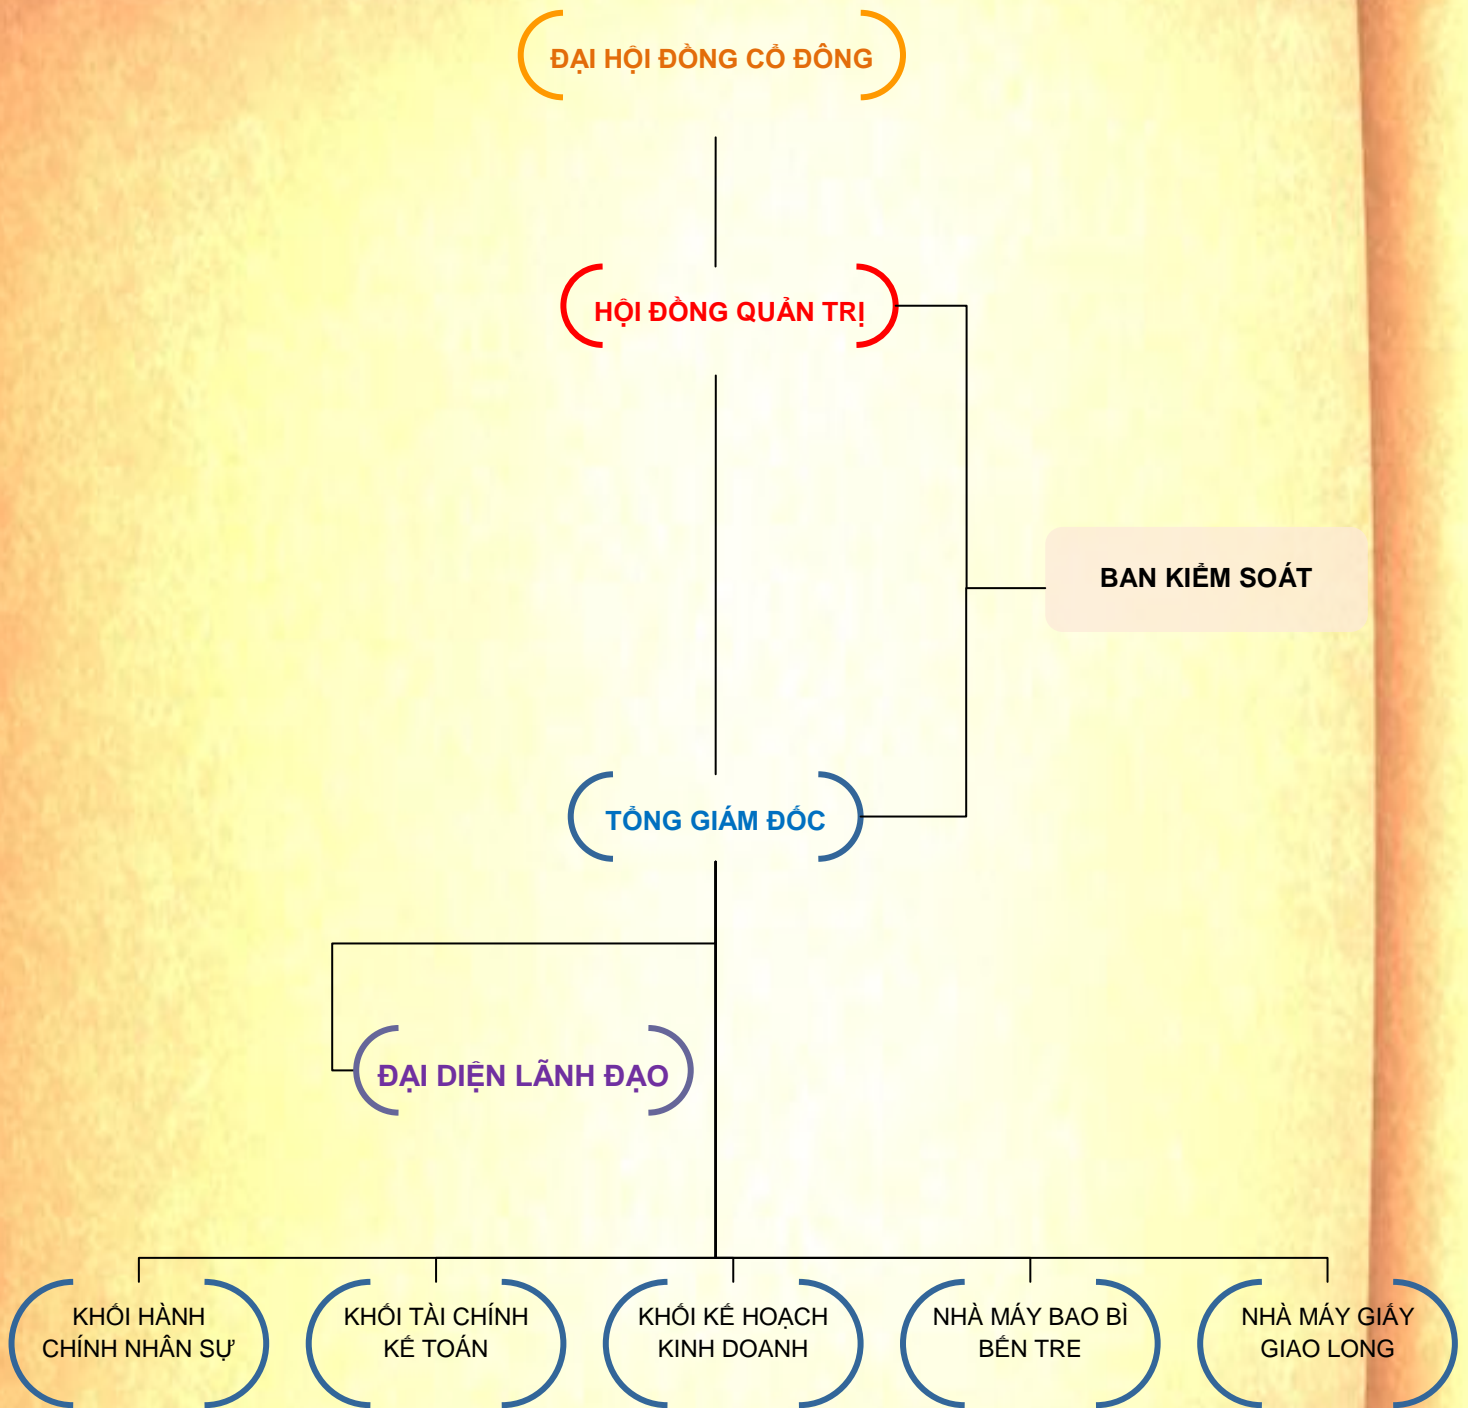 ĐẠI HỘI ĐỒNG CỔ ĐÔNG
HỘI ĐỒNG QUẢN TRỊ
BAN KIỂM SOÁT
TỔNG GIÁM ĐỐC
ĐẠI DIỆN LÃNH ĐẠO
KHỐI HÀNH
CHÍNH NHÂN SỰ
KHỐI TÀI CHÍNH
KẾ TOÁN
KHỐI KẾ HOẠCH
KINH DOANH
NHÀ MÁY BAO BÌ
BẾN TRE
NHÀ MÁY GIẤY
GIAO LONG